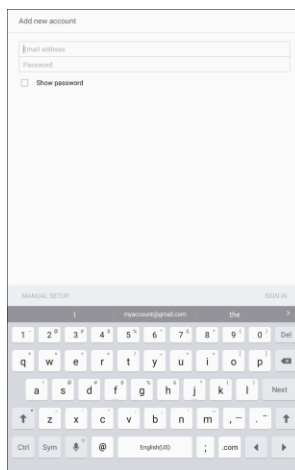 Add new account
Email address
Password
Show password
MANUAL SETUP SIGN IN
I myaccount@gmail.com the
1 2 3 4 5 6 7 8 9 0 Del
q w e r t y u i o p
a s d f g h j k l Next
z x c v b n m , .
Ctrl Sym @ English(US) ; .com